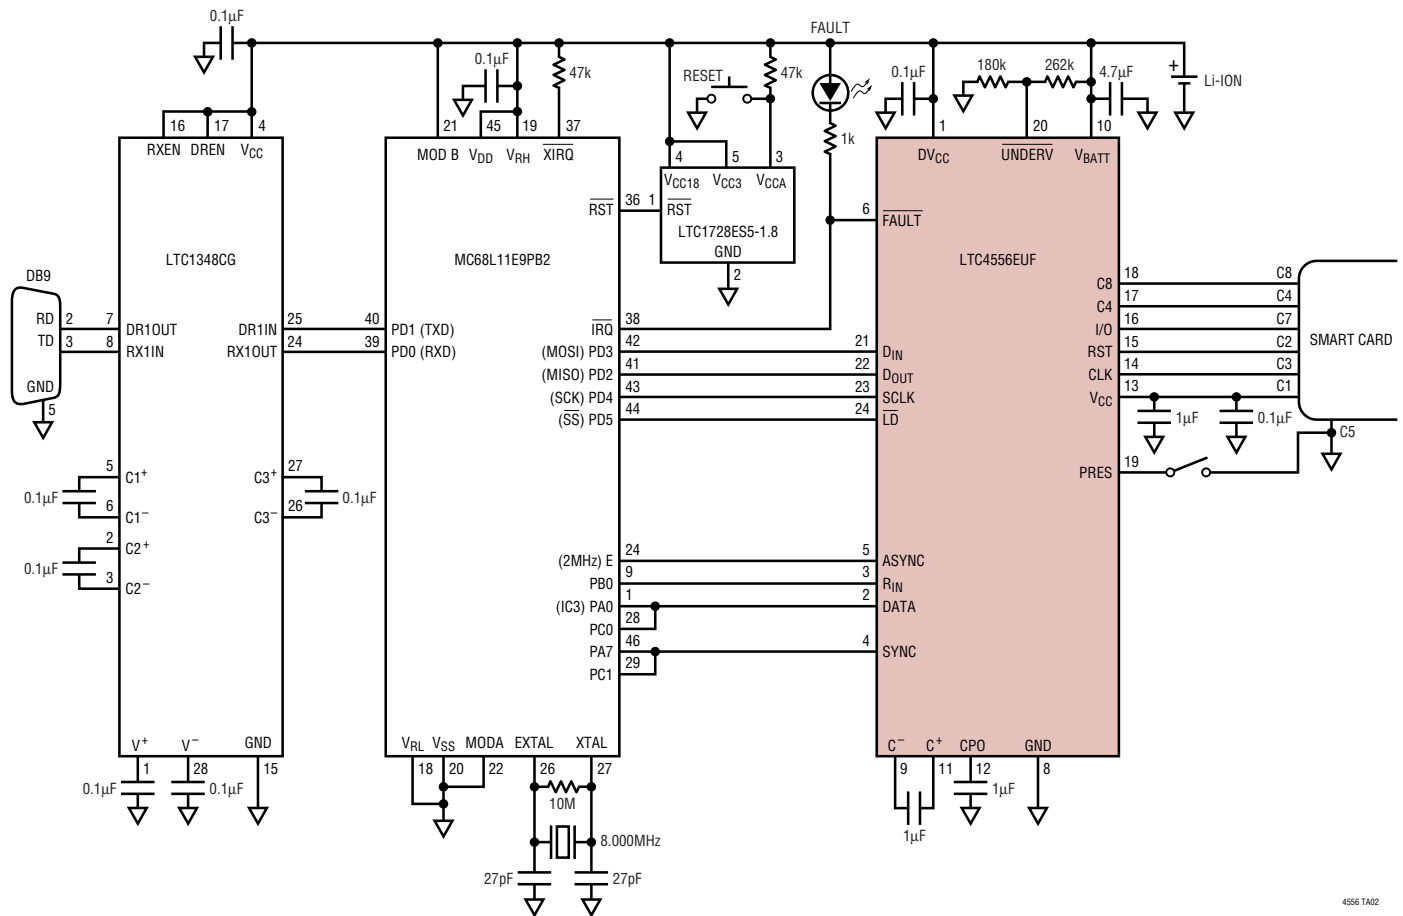 0.1µF
FAULT
0.1µF
47k
RESET
47k
0.1µF
180k
262k
4.7µF
+
Li-ION
1k
16 17 4
RXEN DREN VCC
21 45 19 37
MOD B VDD VRH XIRQ
4 5 3
VCC18 VCC3 VCCA
1 20 10
DVCC UNDERV VBATT
RST 36 1 RST
LTC1728ES5-1.8
GND
2
6
FAULT
LTC1348CG
MC68L11E9PB2
LTC4556EUF
DB9
RD 2 7 DR1OUT
TD 3 8 RX1IN
GND
5
DR1IN 25 40 PD1 (TXD)
RX1OUT 24 39 PD0 (RXD)
IRQ 38
(MOSI) PD3 42 21 DIN
(MISO) PD2 41 22 DOUT
(SCK) PD4 43 23 SCLK
(SS) PD5 44 24 LD
C8 18 C8
C4 17 C4
I/O 16 C7
RST 15 C2
CLK 14 C3
VCC 13 C1
SMART CARD
1µF
0.1µF
C5
PRES 19
5 C1+
0.1µF
6 C1−
2 C2+
0.1µF
3 C2−
C3+ 27
0.1µF
C3− 26
(2MHz) E 24 5 ASYNC
PB0 9 3 RIN
(IC3) PA0 1 2 DATA
PC0 28
PA7 46 4 SYNC
PC1 29
V+ V− GND
1 28 15
0.1µF 0.1µF
VRL VSS MODA EXTAL XTAL
18 20 22 26 27
10M
8.000MHz
27pF 27pF
C− C+ CPO GND
9 11 12 8
1µF
1µF
4556 TA02